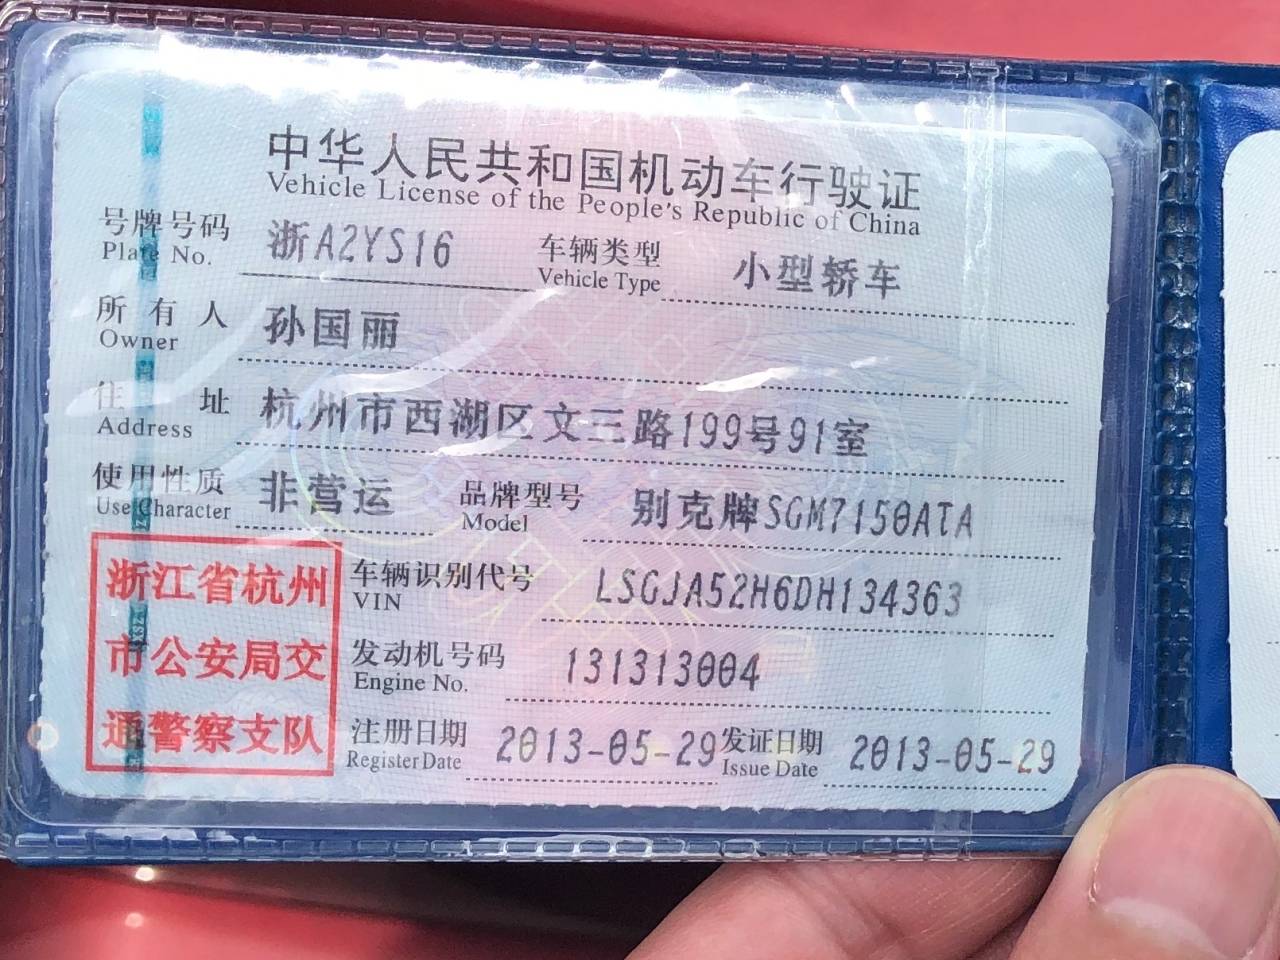 中华人民共和国机动车行驶证
Vehicle License of the People's Republic of China
号牌号码 浙A2YS16 车辆类型 小型轿车
Plate No. Vehicle Type
所有人 孙国丽
Owner
住址 杭州市西湖区文三路199号91室
Address
使用性质 非营运 品牌型号 别克牌SGM7150ATA
Use Character Model
浙江省杭州市公安局交通警察支队
车辆识别代号 LSGJA52H6DH134363
VIN
发动机号码 131313004
Engine No.
注册日期 2013-05-29 发证日期 2013-05-29
Register Date Issue Date